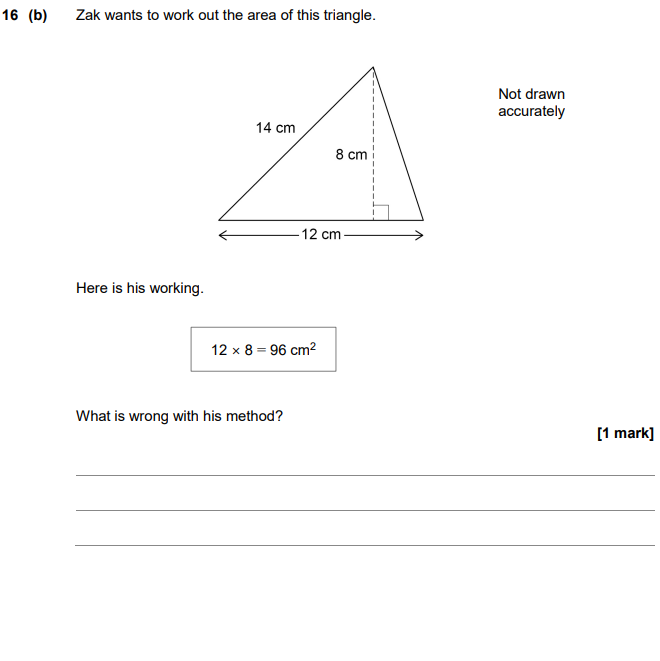 16 (b) Zak wants to work out the area of this triangle.
Not drawn
accurately
14 cm
8 cm
12 cm
Here is his working.
12 × 8 = 96 cm²
What is wrong with his method?
[1 mark]